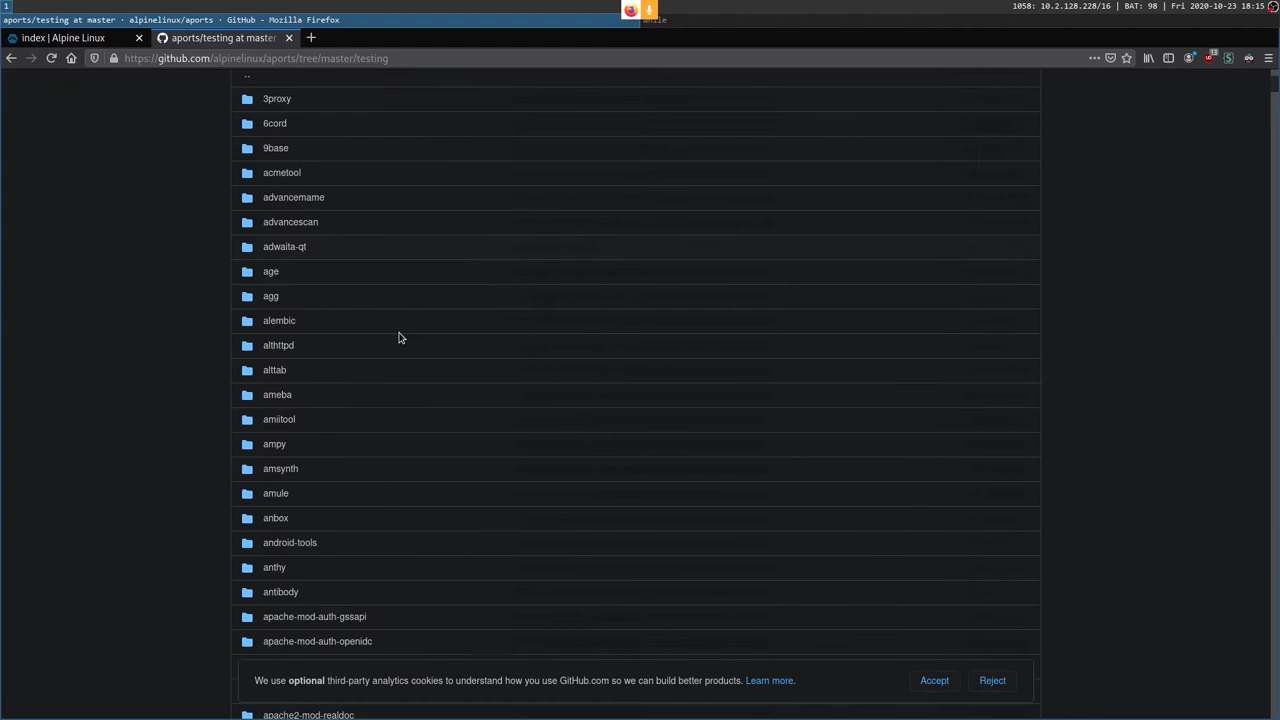 1
1058: 10.2.128.228/16 | BAT: 98 | Fri 2020-10-23 18:15
aports/testing at master · alpinelinux/aports · GitHub - Mozilla Firefox
index | Alpine Linux
aports/testing at master
https://github.com/alpinelinux/aports/tree/master/testing
13
..
3proxy
6cord
9base
acmetool
advancemame
advancescan
adwaita-qt
age
agg
alembic
althttpd
alttab
ameba
amiitool
ampy
amsynth
amule
anbox
android-tools
anthy
antibody
apache-mod-auth-gssapi
apache-mod-auth-openidc
We use optional third-party analytics cookies to understand how you use GitHub.com so we can build better products. Learn more.
Accept
Reject
apache2-mod-realdoc